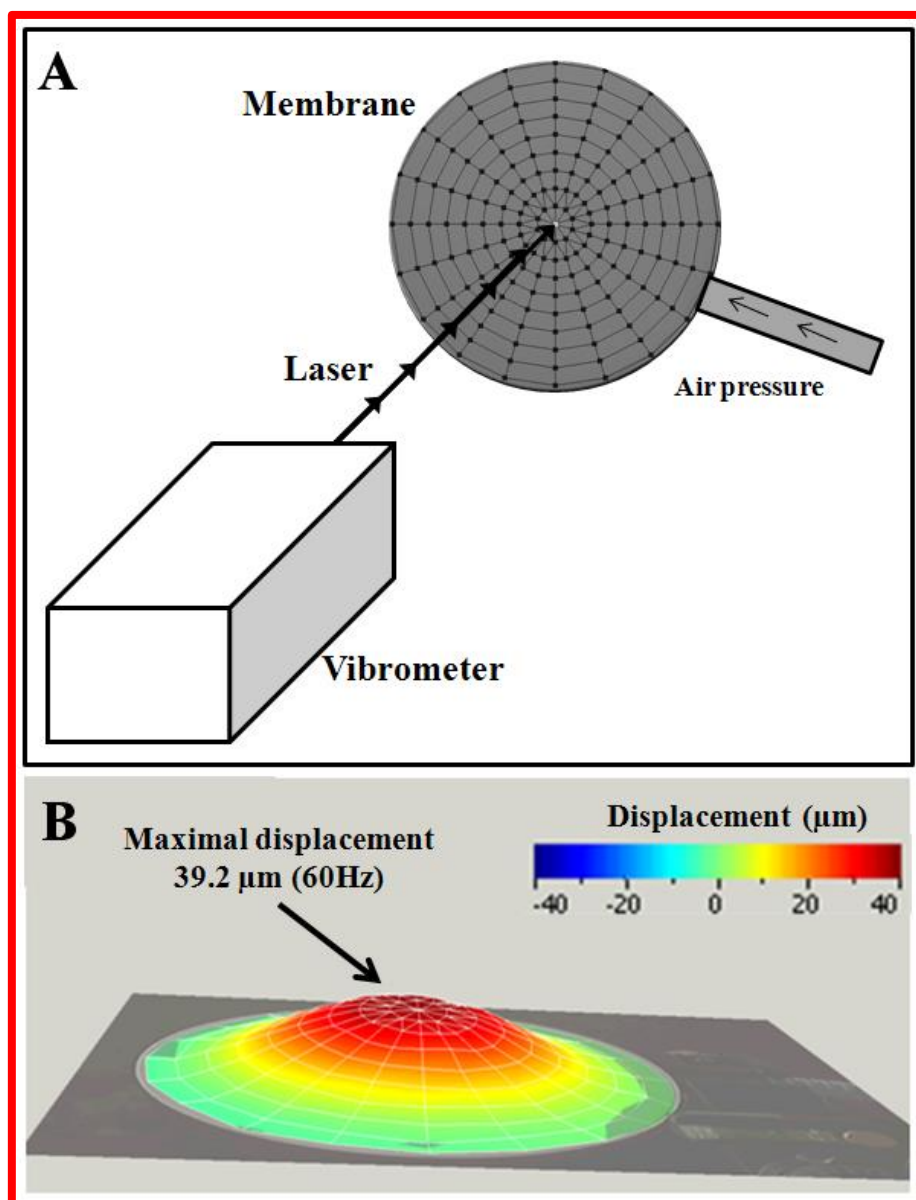 A
Membrane
Laser
Air pressure
Vibrometer
B
Maximal displacement
39.2 µm (60Hz)
Displacement (µm)
-40 -20 0 20 40